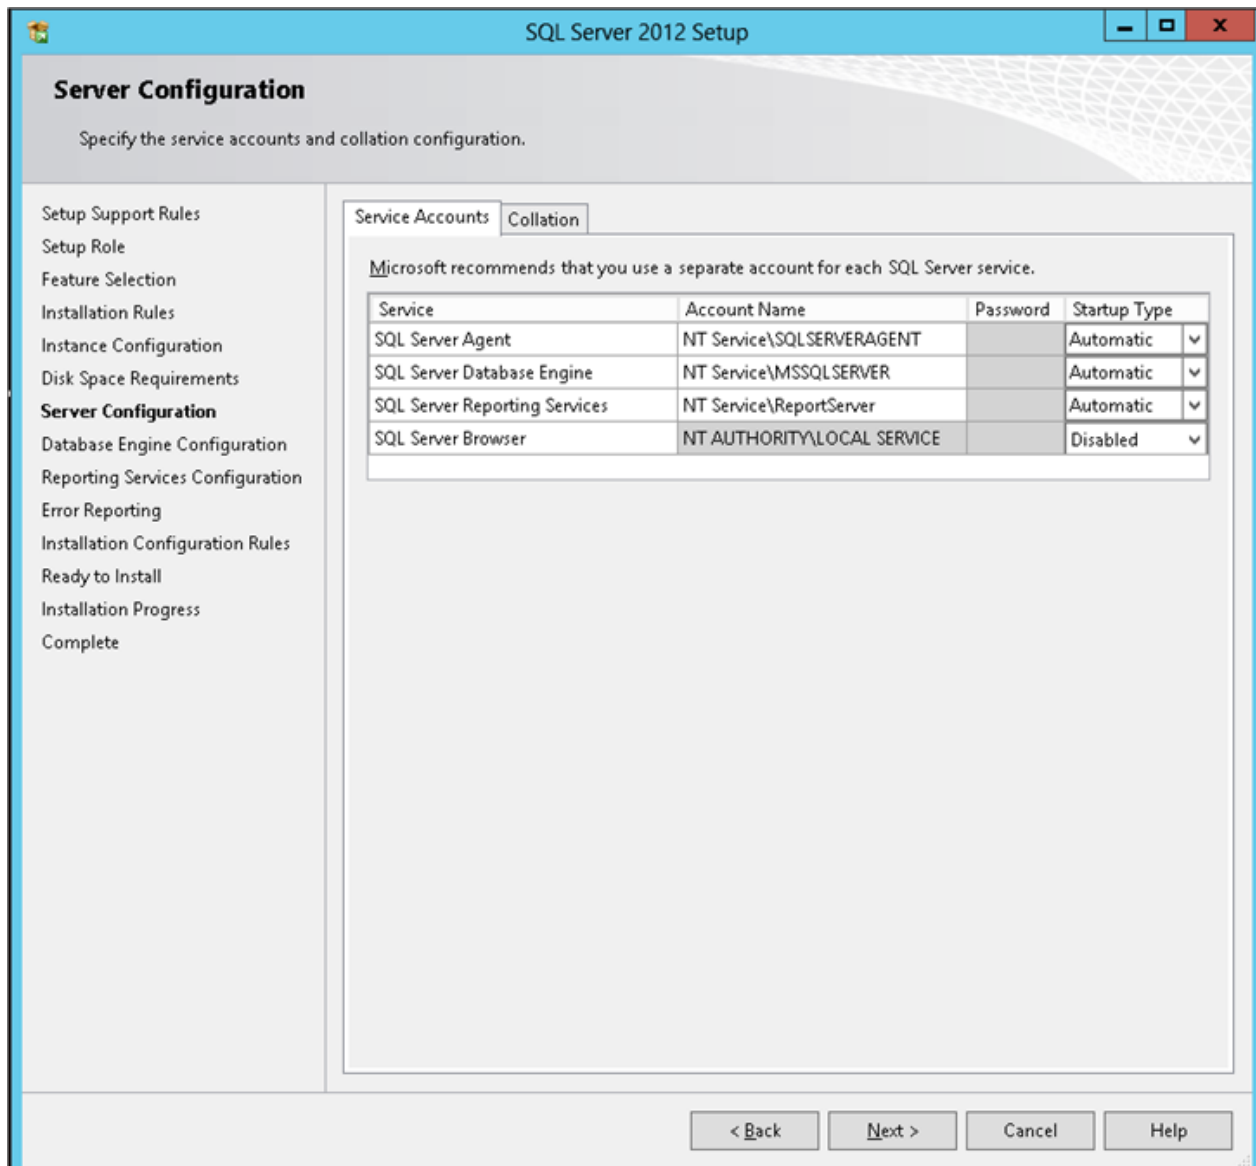 SQL Server 2012 Setup
Server Configuration
Specify the service accounts and collation configuration.
Setup Support Rules
Setup Role
Feature Selection
Installation Rules
Instance Configuration
Disk Space Requirements
Server Configuration
Database Engine Configuration
Reporting Services Configuration
Error Reporting
Installation Configuration Rules
Ready to Install
Installation Progress
Complete
Service Accounts Collation
Microsoft recommends that you use a separate account for each SQL Server service.
Service Account Name Password Startup Type
SQL Server Agent NT Service\SQLSERVERAGENT Automatic
SQL Server Database Engine NT Service\MSSQLSERVER Automatic
SQL Server Reporting Services NT Service\ReportServer Automatic
SQL Server Browser NT AUTHORITY\LOCAL SERVICE Disabled
< Back Next > Cancel Help